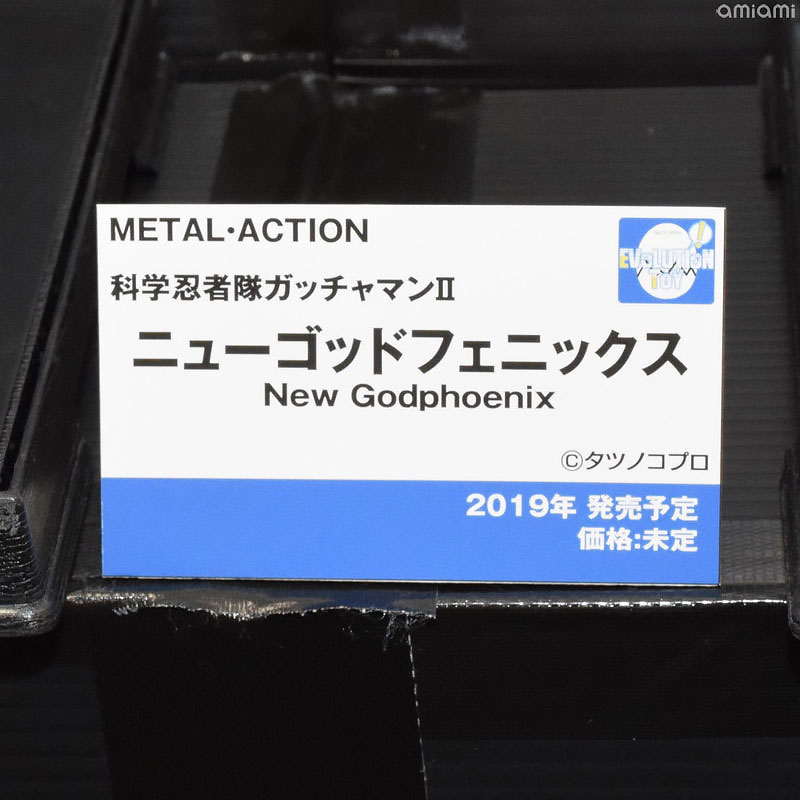 amiami
METAL・ACTION
EVOLUTION
TOY
科学忍者隊ガッチャマンII
ニューゴッドフェニックス
New Godphoenix
©タツノコプロ
2019年 発売予定
価格:未定